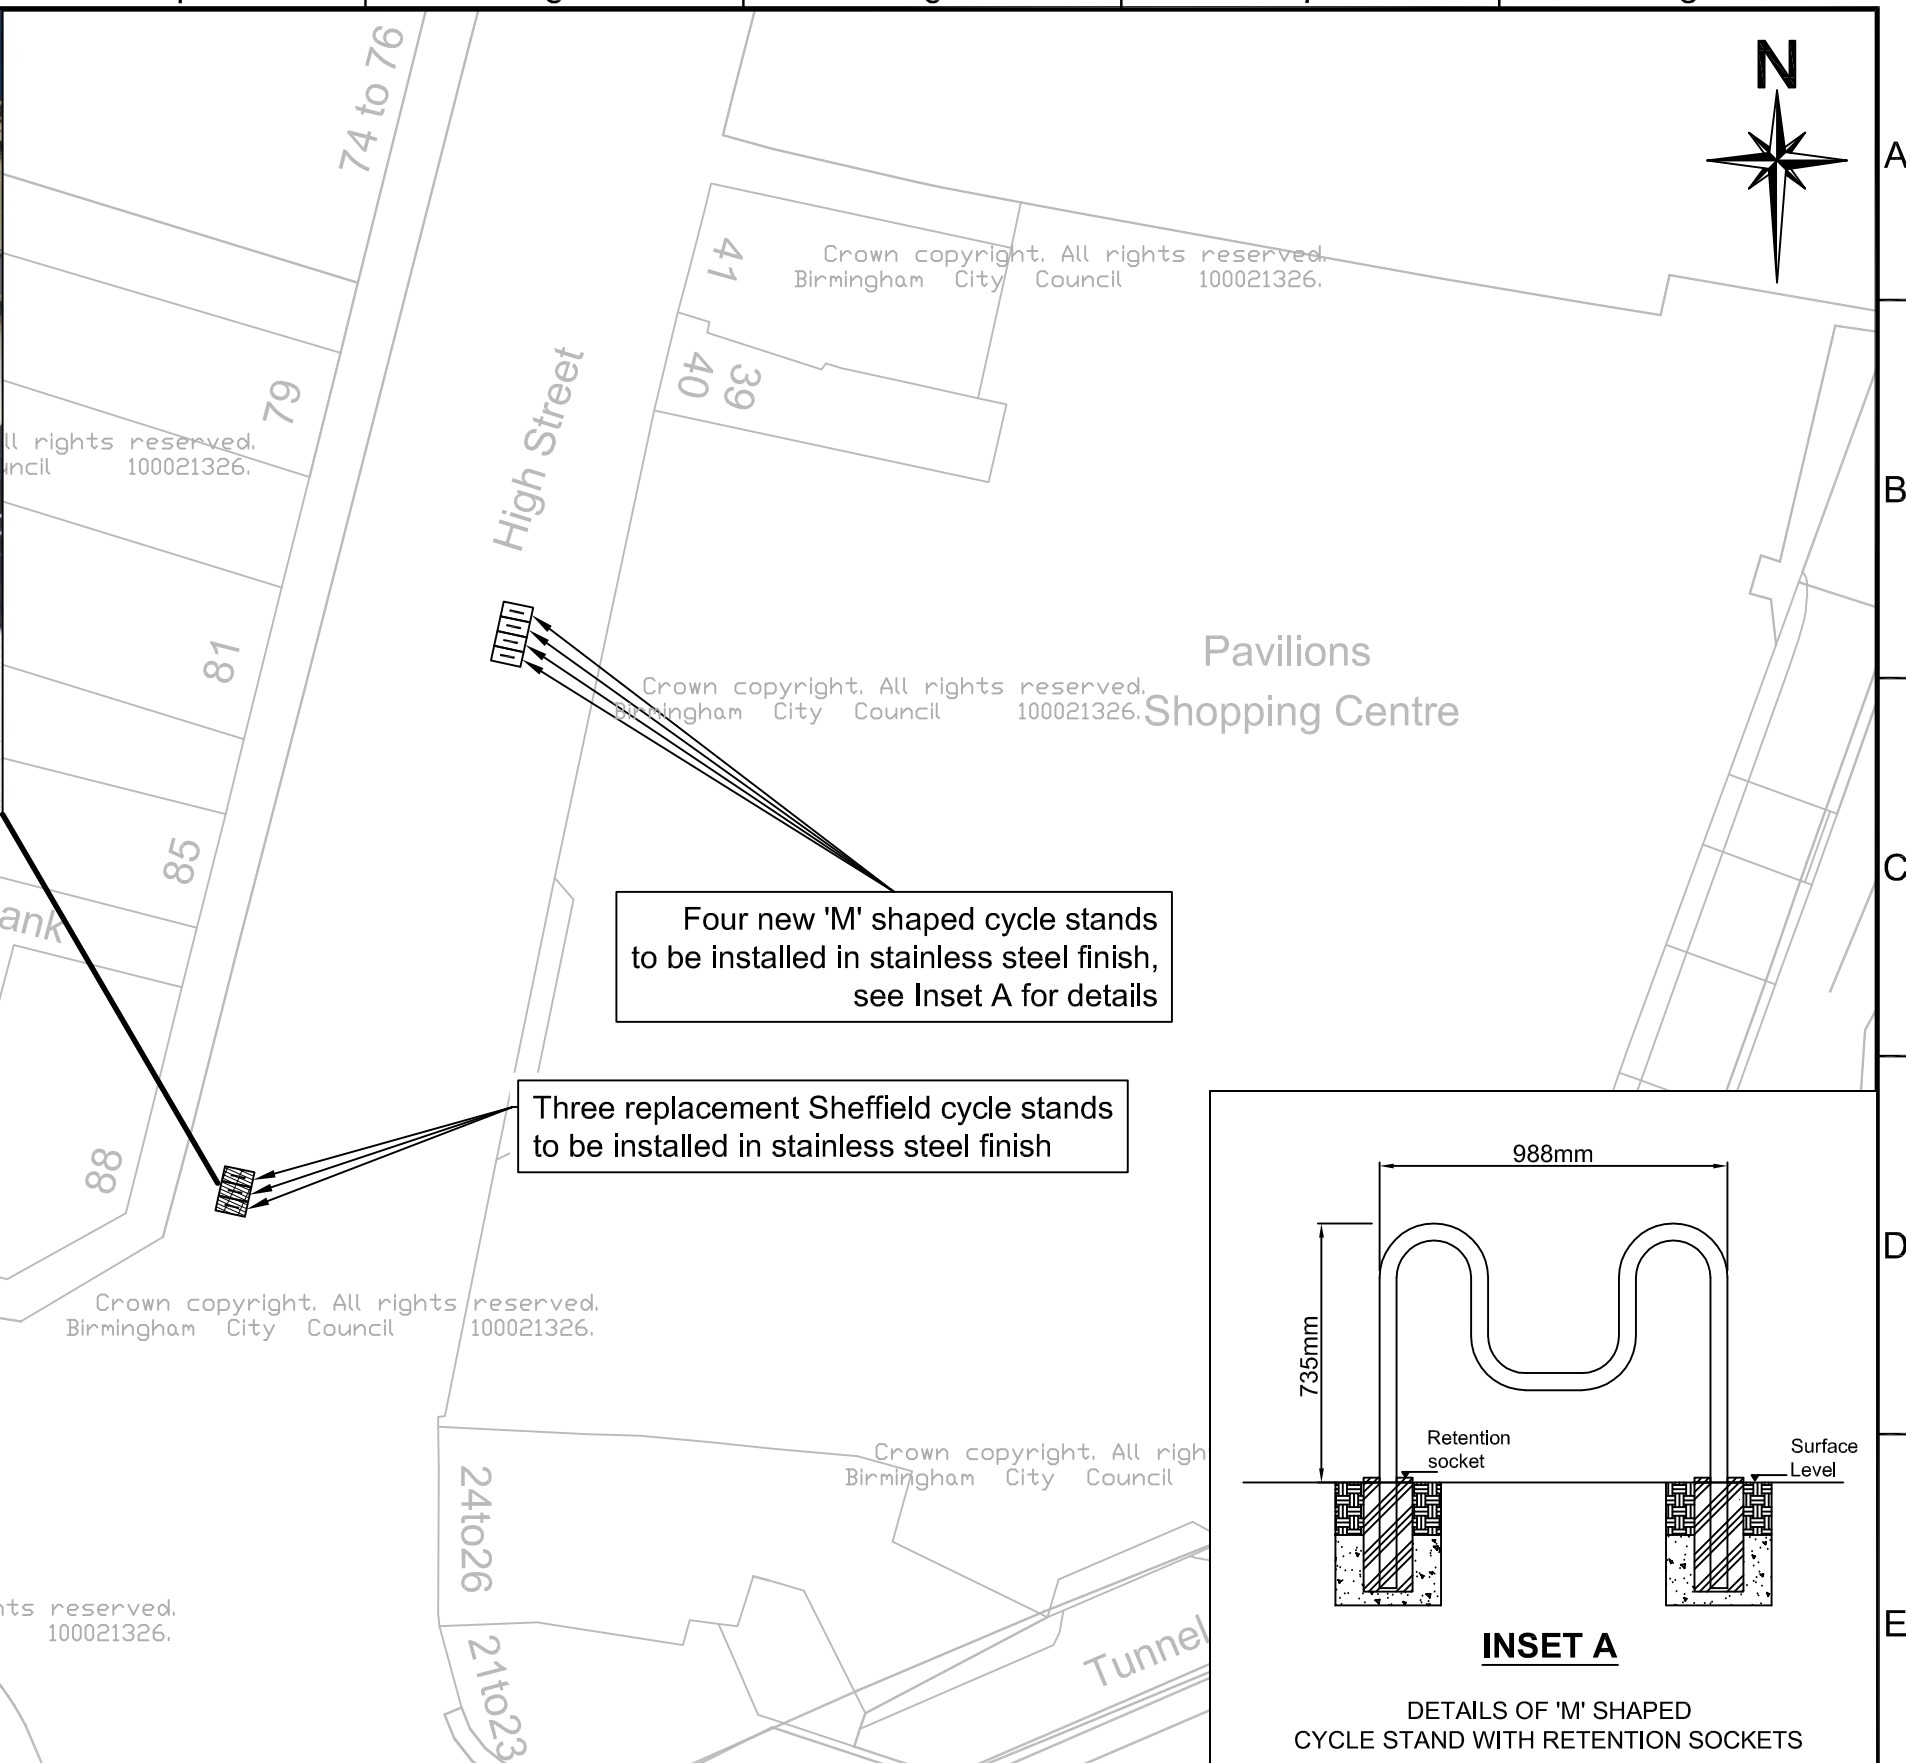 N
A
74 to 76
41
Crown copyright. All rights reserved.
Birmingham City Council 100021326.
40
39
79
High Street
rights reserved.
100021326.
B
81
Pavilions
Shopping Centre
Crown copyright. All rights reserved.
Birmingham City Council 100021326.
85
C
Four new 'M' shaped cycle stands
to be installed in stainless steel finish,
see Inset A for details
Three replacement Sheffield cycle stands
to be installed in stainless steel finish
88
988mm
735mm
D
Crown copyright. All rights reserved.
Birmingham City Council 100021326.
Retention
socket
Surface
Level
Crown copyright. All
Birmingham City Council
24to26
reserved.
100021326.
21to23
Tunnel
E
INSET A
DETAILS OF 'M' SHAPED
CYCLE STAND WITH RETENTION SOCKETS